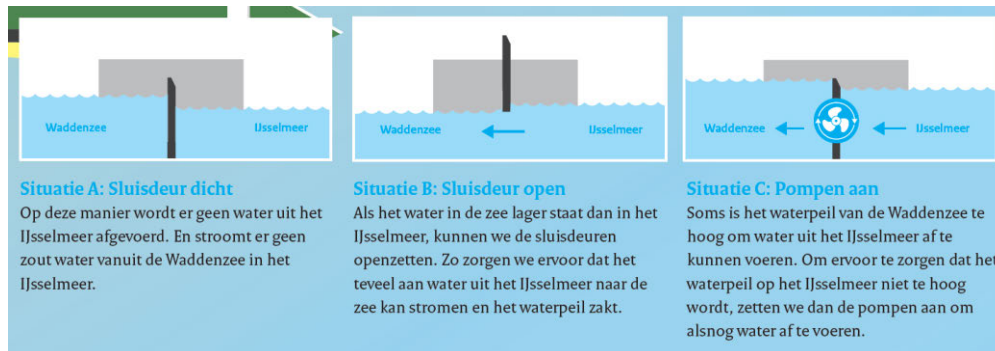 Waddenzee
IJsselmeer
Situatie A: Sluisdeur dicht
Op deze manier wordt er geen water uit het
IJsselmeer afgevoerd. En stroomt er geen
zout water vanuit de Waddenzee in het
IJsselmeer.
Waddenzee
IJsselmeer
Situatie B: Sluisdeur open
Als het water in de zee lager staat dan in het
IJsselmeer, kunnen we de sluisdeuren
openzetten. Zo zorgen we ervoor dat het
teveel aan water uit het IJsselmeer naar de
zee kan stromen en het waterpeil zakt.
Waddenzee
IJsselmeer
Situatie C: Pompen aan
Soms is het waterpeil van de Waddenzee te
hoog om water uit het IJsselmeer af te
kunnen voeren. Om ervoor te zorgen dat het
waterpeil op het IJsselmeer niet te hoog
wordt, zetten we dan de pompen aan om
alsnog water af te voeren.